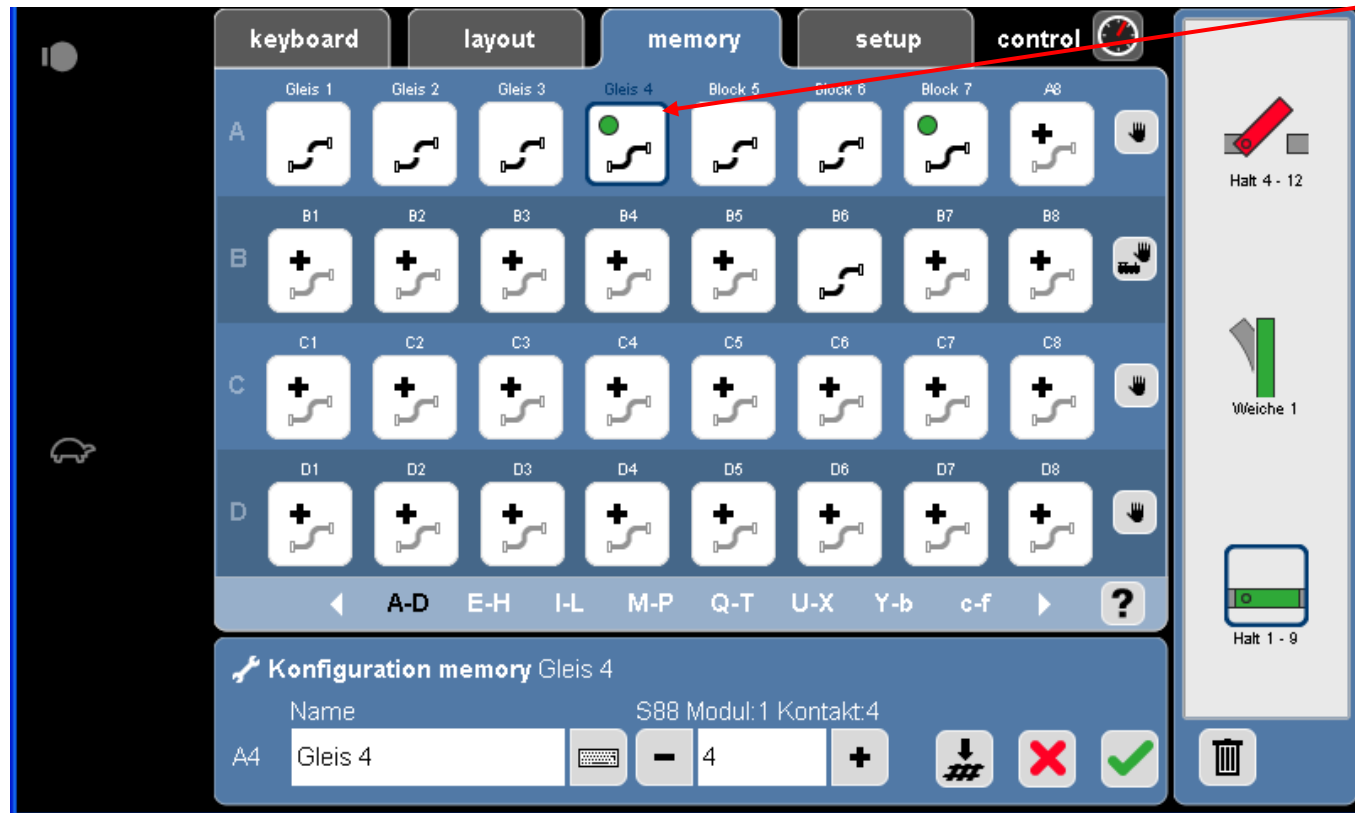 keyboard layout memory setup control
Gleis 1 Gleis 2 Gleis 3 Gleis 4 Block 5 Block 6 Block 7 A8
A
B1 B2 B3 B4 B5 B6 B7 B8
B
C1 C2 C3 C4 C5 C6 C7 C8
C
D1 D2 D3 D4 D5 D6 D7 D8
D
A-D E-H I-L M-P Q-T U-X Y-b c-f ?
Konfiguration memory Gleis 4
Name S88 Modul:1 Kontakt:4
A4 Gleis 4 4
Halt 4 - 12
Weiche 1
Halt 1 - 9